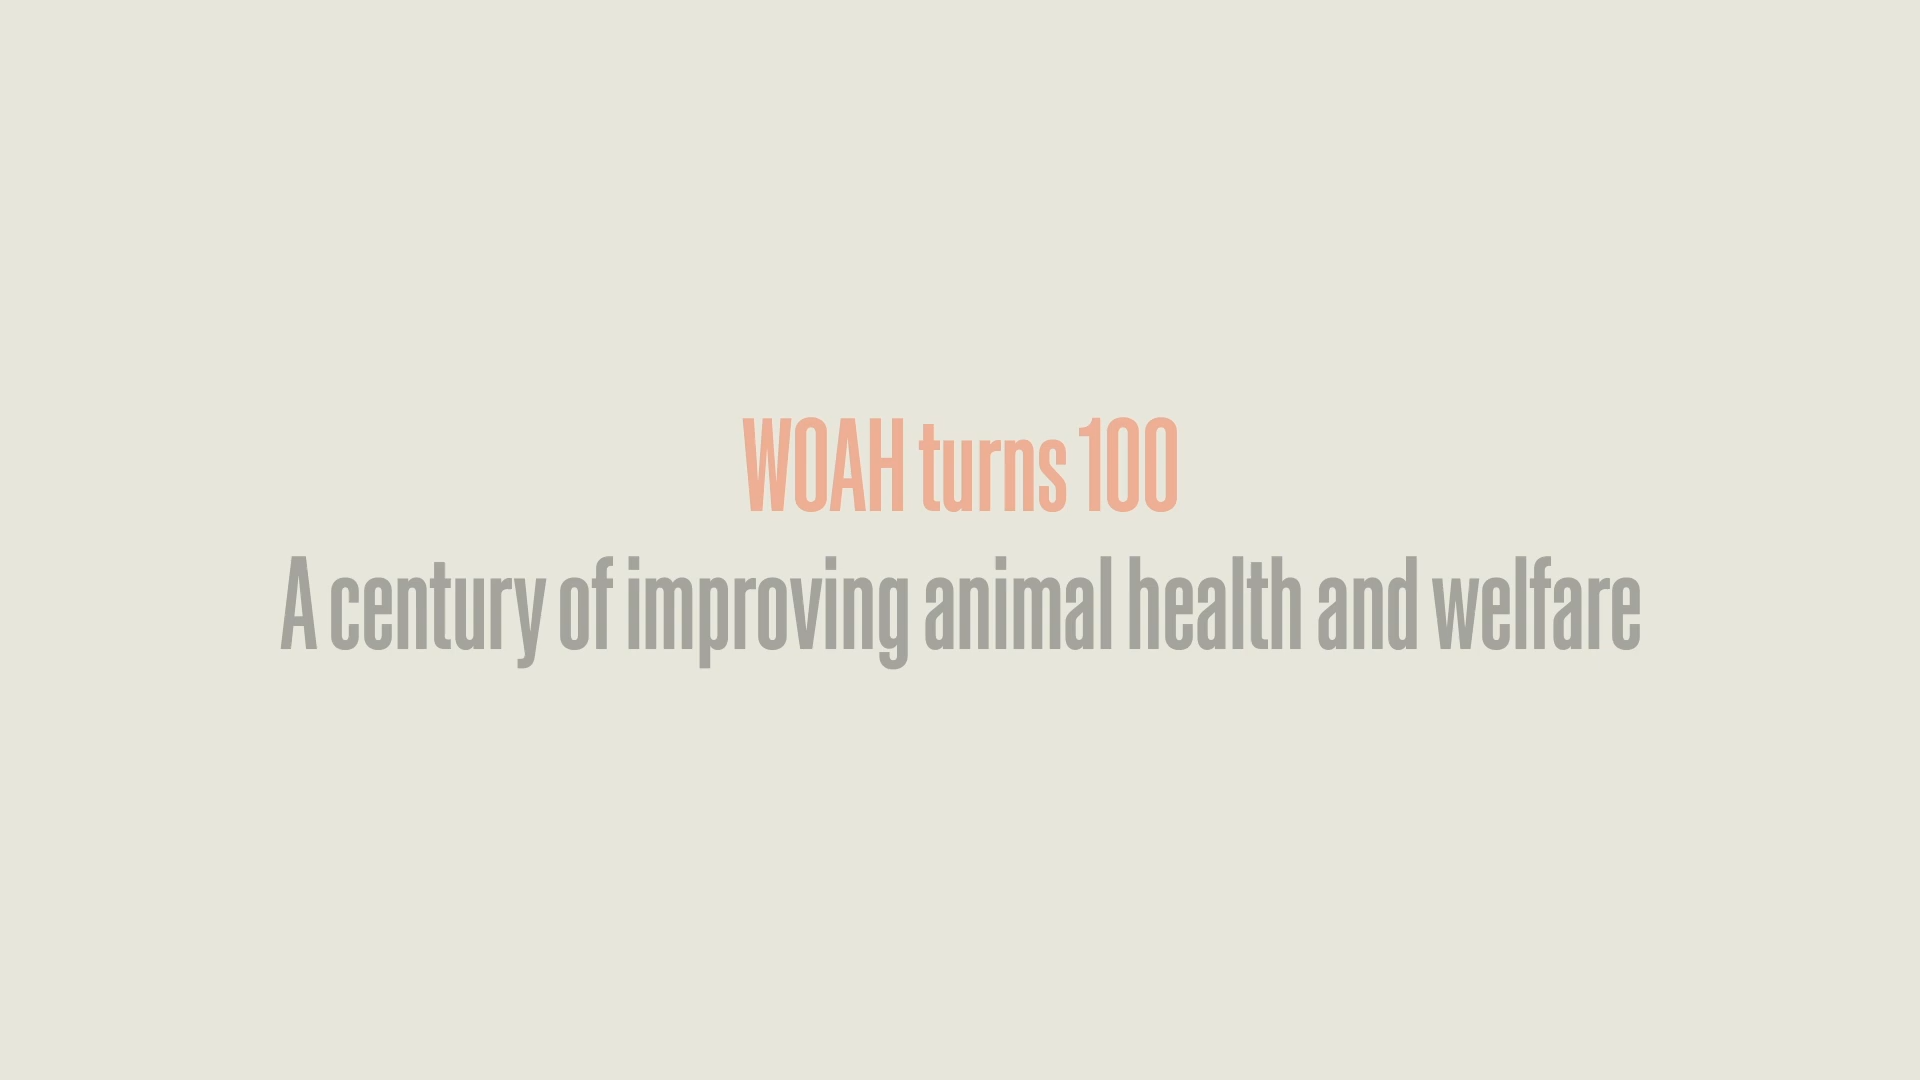 WOAH turns 100
A century of improving animal health and welfare